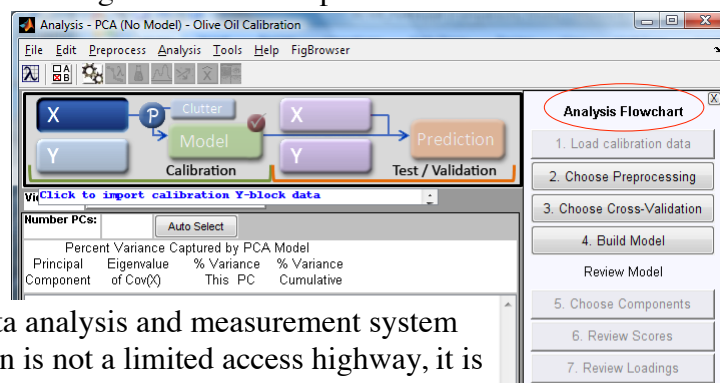 Analysis - PCA (No Model) - Olive Oil Calibration
File Edit Preprocess Analysis Tools Help FigBrowser
X
P
Clutter
Model
Y
Calibration
X
Y
Prediction
Test / Validation
Click to import calibration Y-block data
Number PCs:
Auto Select
Percent Variance Captured by PCA Model
Principal Eigenvalue % Variance % Variance
Component of Cov(X) This PC Cumulative
Analysis Flowchart
1. Load calibration data
2. Choose Preprocessing
3. Choose Cross-Validation
4. Build Model
Review Model
5. Choose Components
6. Review Scores
7. Review Loadings
ta analysis and measurement system
n is not a limited access highway, it is